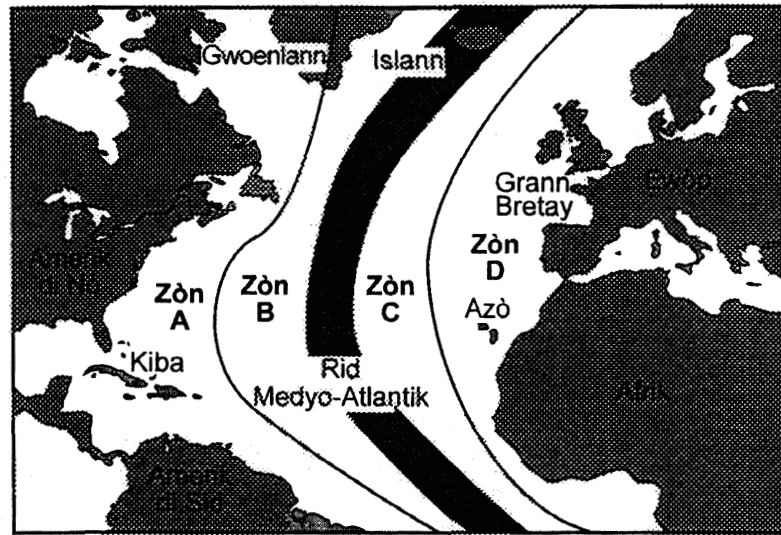 Gwoenlann
Islann
Grann
Bretay
Ewòp
Amerik
di Nò
Zòn
A
Zòn
B
Zòn
C
Zòn
D
Azò
Kiba
Rid
Medyo-Atlantik
Afrik
Amerik
di Sid